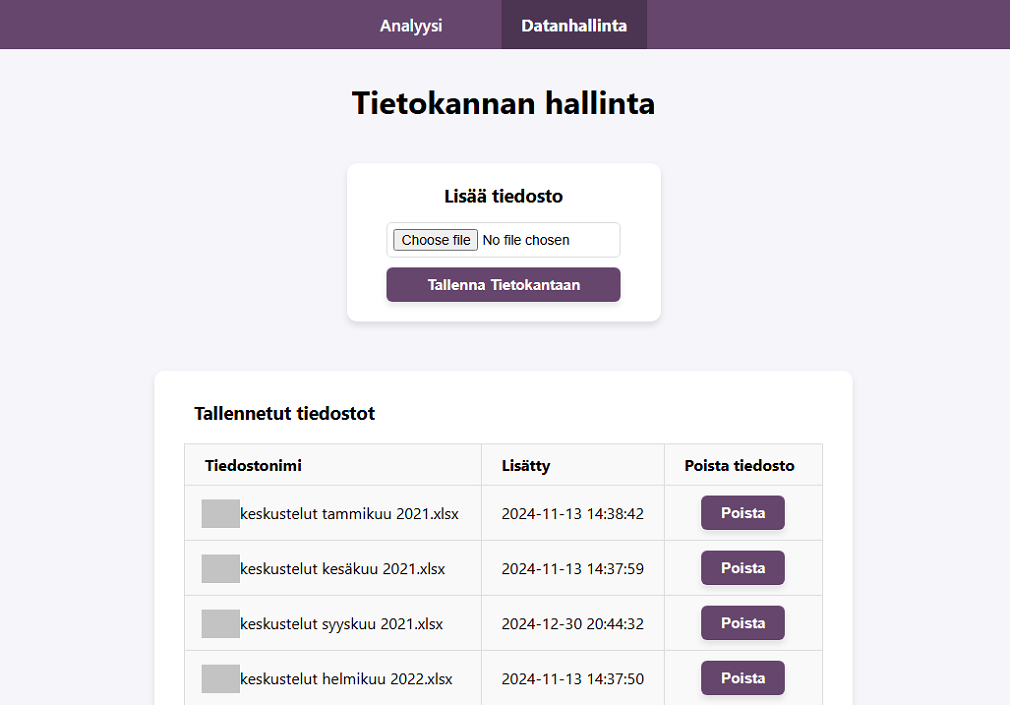 Analyysi Datanhallinta
Tietokannan hallinta
Lisää tiedosto
Choose file No file chosen
Tallenna Tietokantaan
Tallennetut tiedostot
Tiedostonimi Lisätty Poista tiedosto
keskustelut tammikuu 2021.xlsx 2024-11-13 14:38:42 Poista
keskustelut kesäkuu 2021.xlsx 2024-11-13 14:37:59 Poista
keskustelut syyskuu 2021.xlsx 2024-12-30 20:44:32 Poista
keskustelut helmikuu 2022.xlsx 2024-11-13 14:37:50 Poista